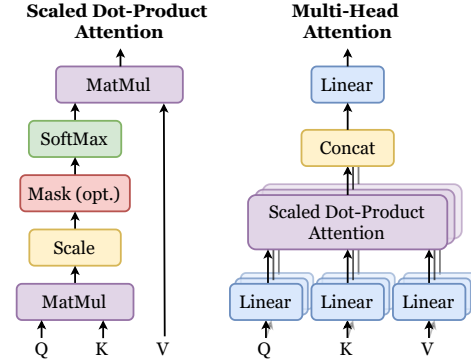 Scaled Dot-Product
Attention
MatMul
SoftMax
Mask (opt.)
Scale
MatMul
Q K V
Multi-Head
Attention
Linear
Concat
Scaled Dot-Product
Attention
Linear Linear Linear
Q K V